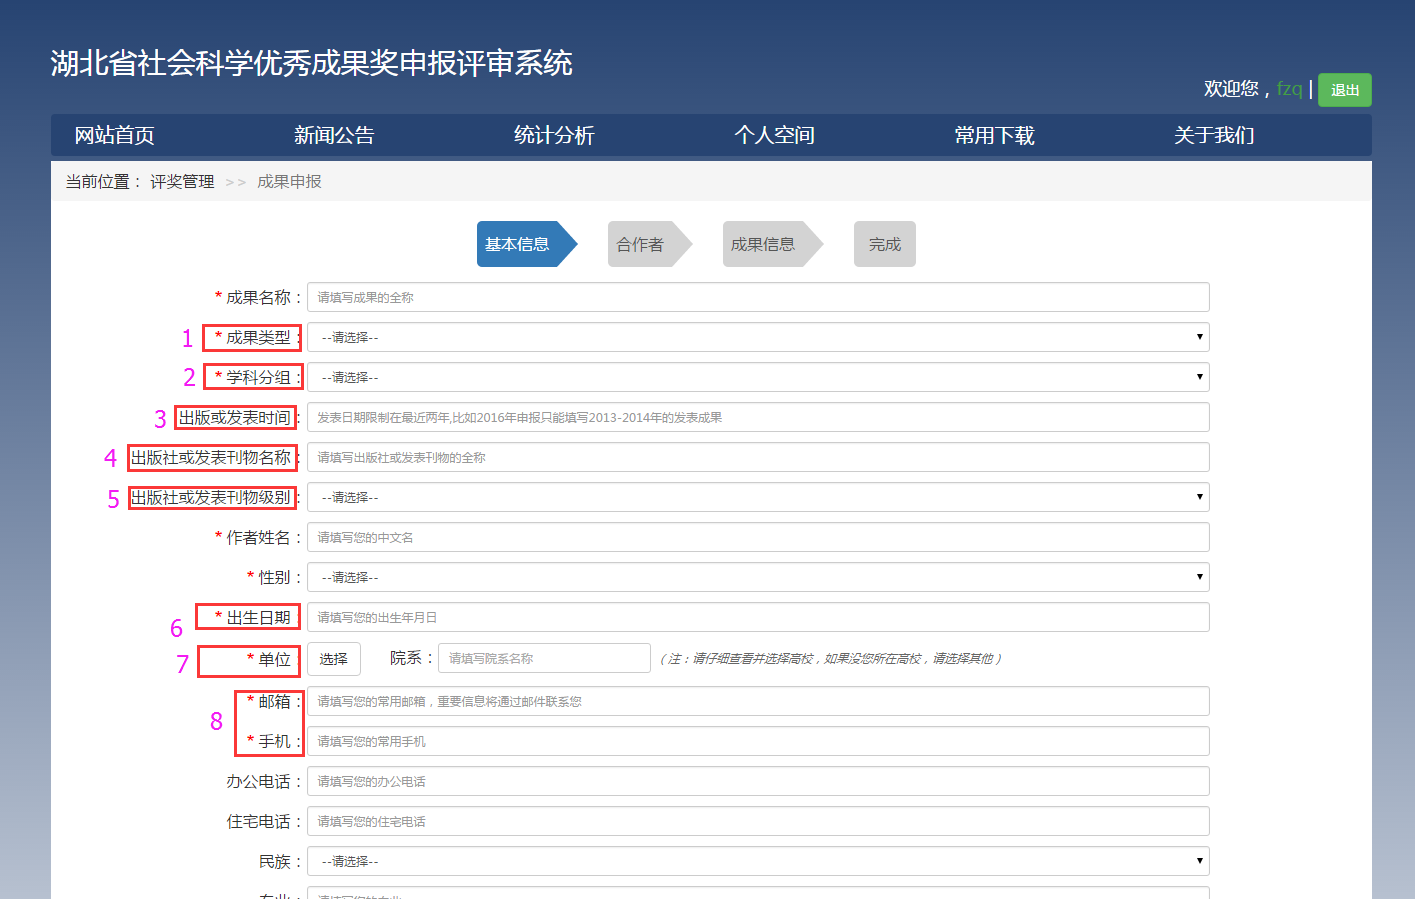 湖北省社会科学优秀成果奖申报评审系统
欢迎您，fzq | 退出
网站首页 新闻公告 统计分析 个人空间 常用下载 关于我们
当前位置： 评奖管理 >> 成果申报
基本信息 合作者 成果信息 完成
* 成果名称： 请填写成果的全称
1 * 成果类型： --请选择--
2 * 学科分组： --请选择--
3 出版或发表时间： 发表日期限制在最近两年,比如2016年申报只能填写2013-2014年的发表成果
4 出版社或发表刊物名称： 请填写出版社或发表刊物的全称
5 出版社或发表刊物级别： --请选择--
* 作者姓名： 请填写您的中文名
* 性别： --请选择--
6 * 出生日期 请填写您的出生年月日
7 * 单位 选择 院系： 请填写院系名称 （注：请仔细查看并选择高校，如果没您所在高校，请选择其他）
* 邮箱： 请填写您的常用邮箱，重要信息将通过邮件联系您
8
* 手机： 请填写您的常用手机
办公电话： 请填写您的办公电话
住宅电话： 请填写您的住宅电话
民族： --请选择--